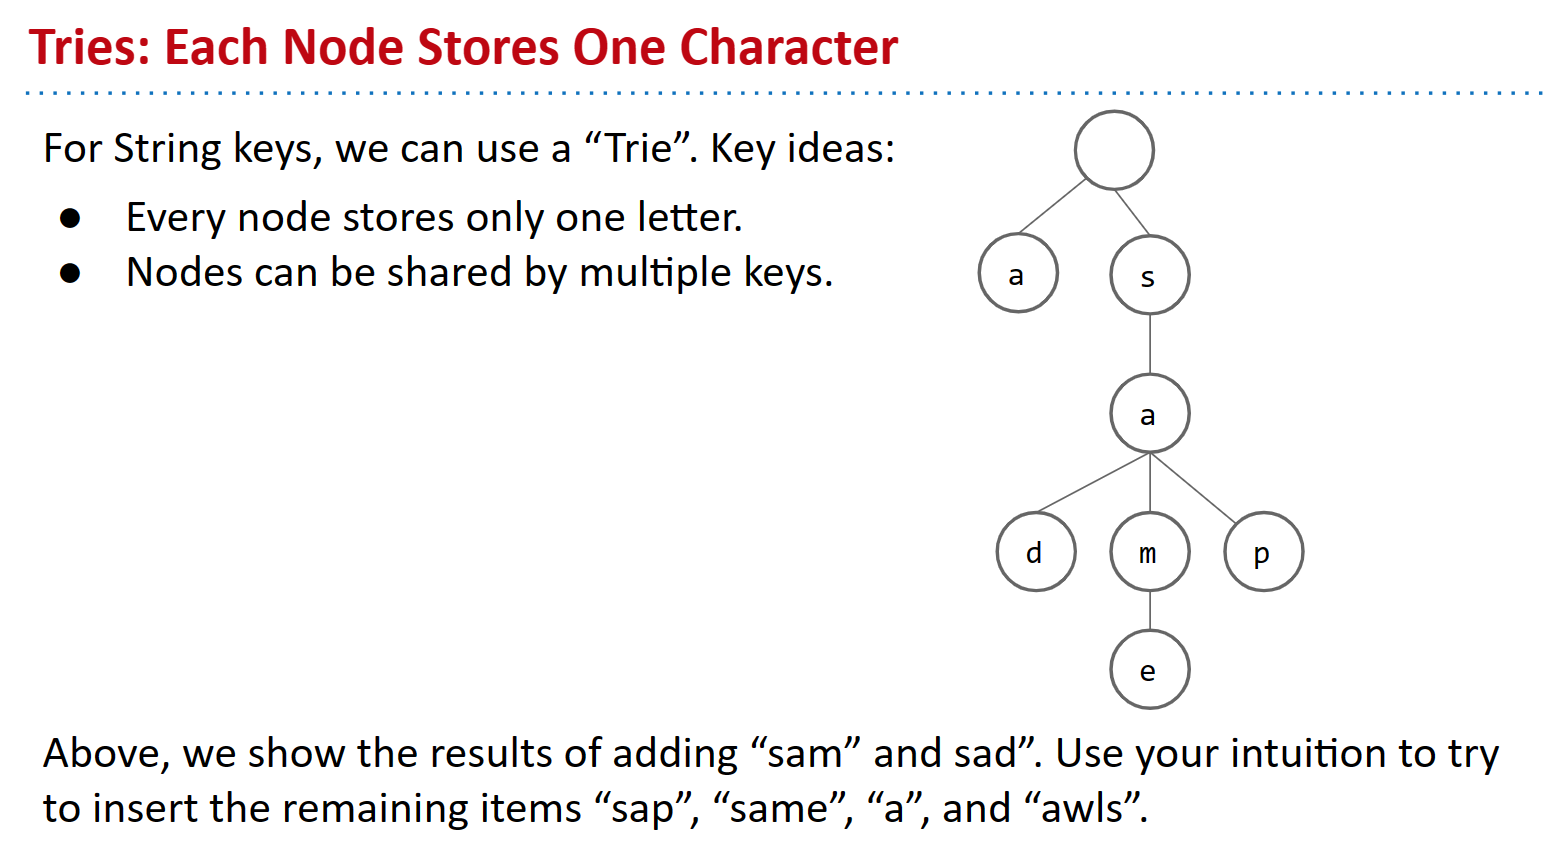 Tries: Each Node Stores One Character
For String keys, we can use a “Trie”. Key ideas:
● Every node stores only one letter.
● Nodes can be shared by multiple keys.
a
s
a
d
m
p
e
Above, we show the results of adding “sam” and sad”. Use your intuition to try
to insert the remaining items “sap”, “same”, “a”, and “awls”.